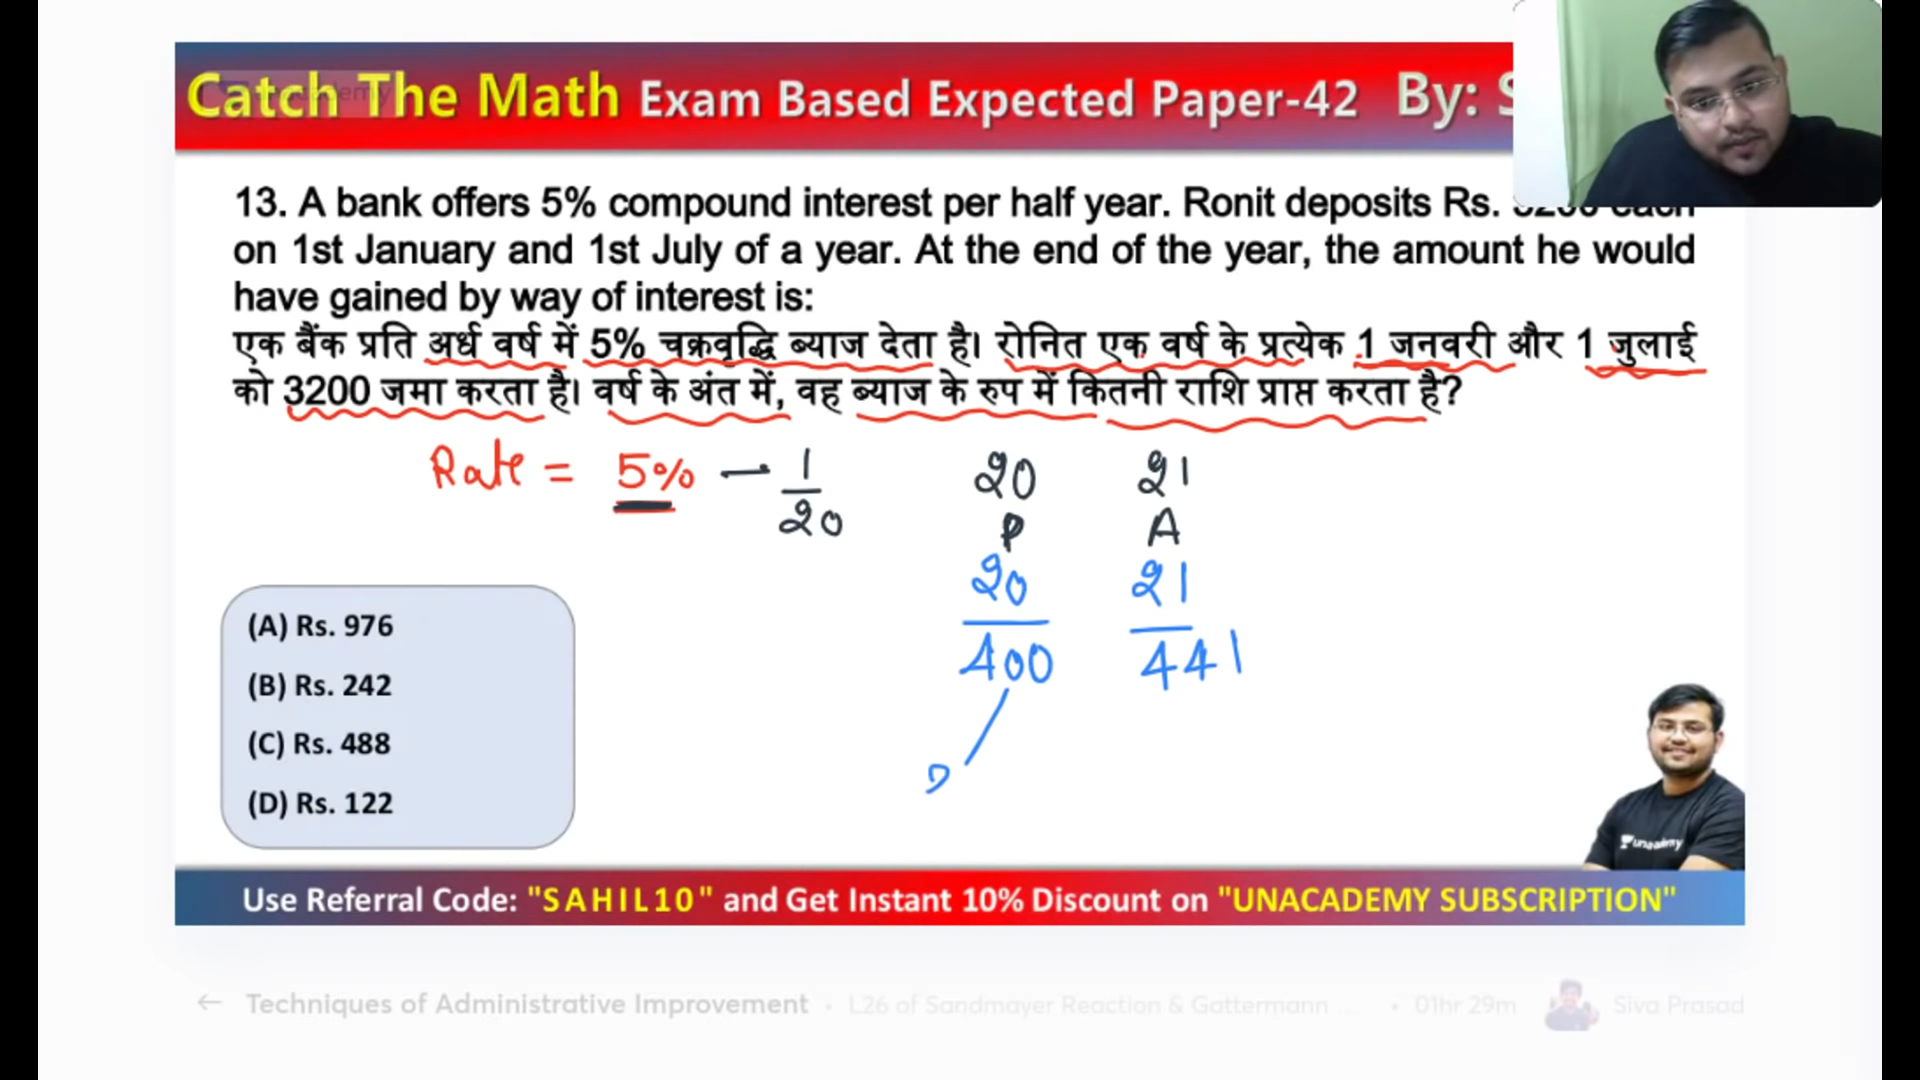 Catch The Math Exam Based Expected Paper-42 By: S
13. A bank offers 5% compound interest per half year. Ronit deposits Rs. 3200 each
on 1st January and 1st July of a year. At the end of the year, the amount he would
have gained by way of interest is:
एक बैंक प्रति अर्ध वर्ष में 5% चक्रवृद्धि ब्याज देता है। रोनित एक वर्ष के प्रत्येक 1 जनवरी और 1 जुलाई
को 3200 जमा करता है। वर्ष के अंत में, वह ब्याज के रुप में कितनी राशि प्राप्त करता है?
Rate = 5% — 1/20 20 21
P A
20 21
400 441
(A) Rs. 976
(B) Rs. 242
(C) Rs. 488
(D) Rs. 122
unacademy
Use Referral Code: "SAHIL10" and Get Instant 10% Discount on "UNACADEMY SUBSCRIPTION"
← Techniques of Administrative Improvement • L26 of Sandmayer Reaction & Gattermann ... • 01hr 29m Siva Prasad